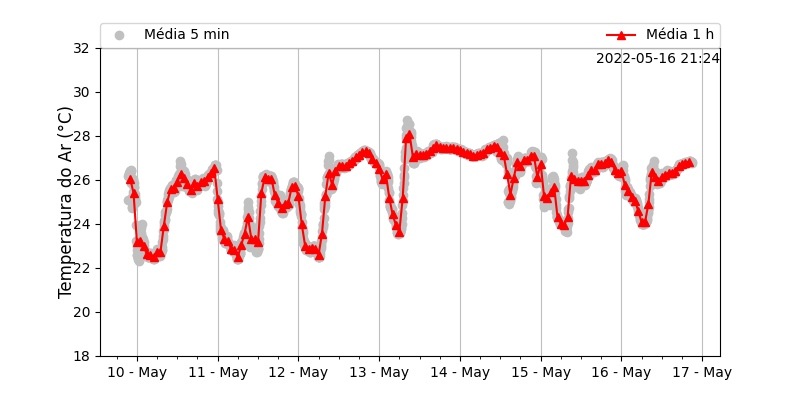 Média 5 min
Média 1 h
2022-05-16 21:24
Temperatura do Ar (°C)
32
30
28
26
24
22
20
18
10 - May
11 - May
12 - May
13 - May
14 - May
15 - May
16 - May
17 - May